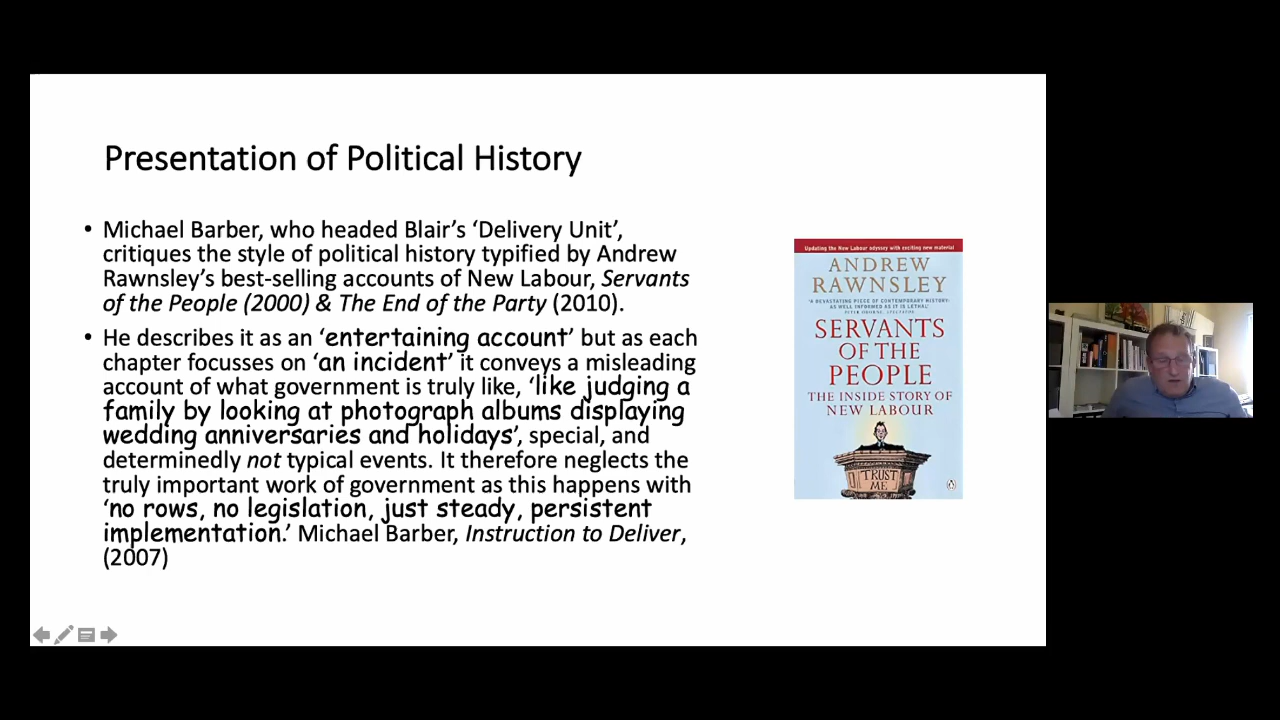 Presentation of Political History
• Michael Barber, who headed Blair's 'Delivery Unit',
critiques the style of political history typified by Andrew
Rawnsley's best-selling accounts of New Labour, Servants
of the People (2000) & The End of the Party (2010).
• He describes it as an 'entertaining account' but as each
chapter focusses on 'an incident' it conveys a misleading
account of what government is truly like, 'like judging a
family by looking at photograph albums displaying
wedding anniversaries and holidays', special, and
determinedly not typical events. It therefore neglects the
truly important work of government as this happens with
'no rows, no legislation, just steady, persistent
implementation.' Michael Barber, Instruction to Deliver,
(2007)
Updating the New Labour odyssey with exciting new material
ANDREW
RAWNSLEY
'A DEVASTATING PIECE OF CONTEMPORARY HISTORY:
AS WELL INFORMED AS IT IS LETHAL'
PETER OBORNE, SPECTATOR
SERVANTS
OF THE
PEOPLE
THE INSIDE STORY OF
NEW LABOUR
TRUST
ME